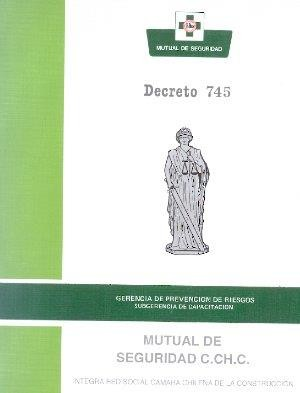 MUTUAL DE SEGURIDAD
Decreto 745
GERENCIA DE PREVENCION DE RIESGOS
SUBGERENCIA DE CAPACITACION
MUTUAL DE
SEGURIDAD C.CH.C.
INTEGRA RED SOCIAL CAMARA CHILENA DE LA CONSTRUCCION